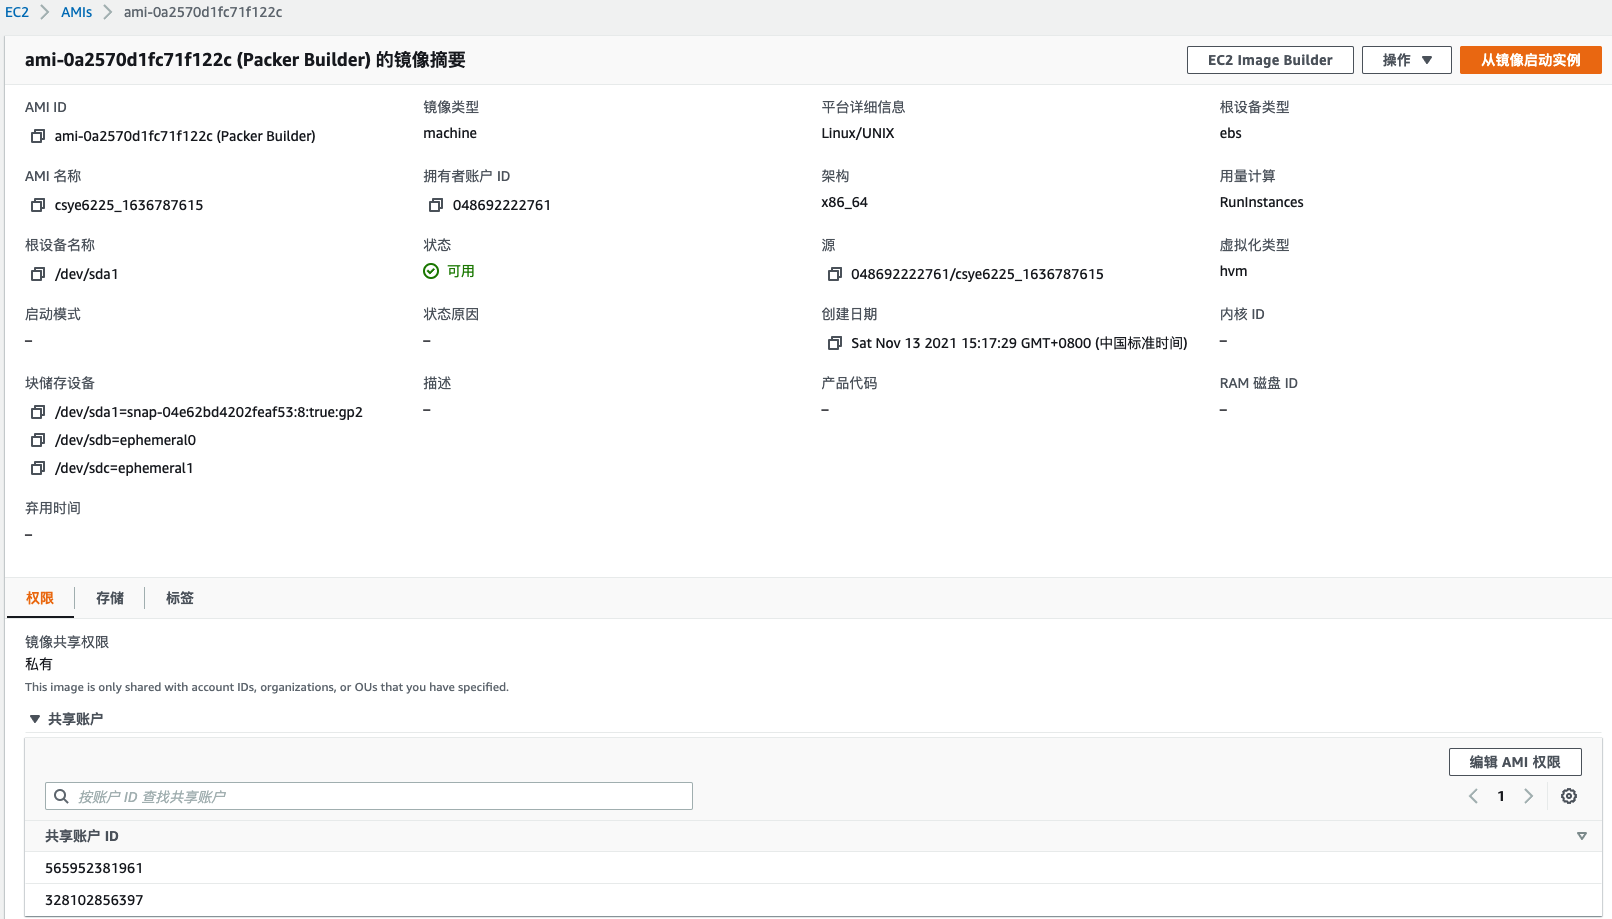 EC2 > AMIs > ami-0a2570d1fc71f122c
ami-0a2570d1fc71f122c (Packer Builder) 的镜像摘要
EC2 Image Builder
操作
从镜像启动实例
AMI ID
ami-0a2570d1fc71f122c (Packer Builder)
镜像类型
machine
平台详细信息
Linux/UNIX
根设备类型
ebs
AMI 名称
csye6225_1636787615
拥有者账户 ID
048692222761
架构
x86_64
用量计算
RunInstances
根设备名称
/dev/sda1
状态
可用
源
048692222761/csye6225_1636787615
虚拟化类型
hvm
启动模式
–
状态原因
–
创建日期
Sat Nov 13 2021 15:17:29 GMT+0800 (中国标准时间)
内核 ID
–
块储存设备
/dev/sda1=snap-04e62bd4202feaf53:8:true:gp2
/dev/sdb=ephemeral0
/dev/sdc=ephemeral1
描述
–
产品代码
–
RAM 磁盘 ID
–
弃用时间
–
权限
存储
标签
镜像共享权限
私有
This image is only shared with account IDs, organizations, or OUs that you have specified.
共享账户
编辑 AMI 权限
按账户 ID 查找共享账户
1
共享账户 ID
565952381961
328102856397